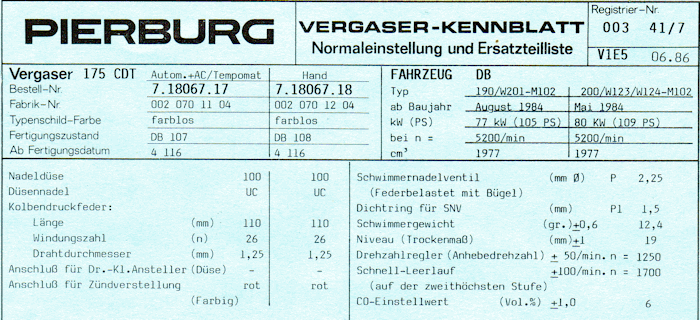 PIERBURG
VERGASER-KENNBLATT
Normaleinstellung und Ersatzteilliste
Registrier-Nr.
003 41/7
V1E5 06.86
Vergaser 175 CDT Autom.+AC/Tempomat Hand
Bestell-Nr. 7.18067.17 7.18067.18
Fabrik-Nr 002 070 11 04 002 070 12 04
Typenschild-Farbe farblos farblos
Fertigungszustand DB 107 DB 108
Ab Fertigungsdatum 4 116 4 116
FAHRZEUG DB
Typ 190/W201-M102 200/W123/W124-M102
ab Baujahr August 1984 Mai 1984
kW (PS) 77 kW (105 PS) 80 KW (109 PS)
bei n = 5200/min 5200/min
cm³ 1977 1977
Nadeldüse 100 100
Düsennadel UC UC
Kolbendruckfeder:
Länge (mm) 110 110
Windungszahl (n) 26 26
Drahtdurchmesser (mm) 1,25 1,25
Anschluß für Dr.-Kl.Ansteller (Düse) - -
Anschluß für Zündverstellung rot rot
(Farbig)
Schwimmernadelventil (mm Ø) P 2,25
(Federbelastet mit Bügel)
Dichtring für SNV (mm) P1 1,5
Schwimmergewicht (gr.)±0,6 12,4
Niveau (Trockenmaß) (mm)±1 19
Drehzahlregler (Anhebedrehzahl) ± 50/min. n = 1250
Schnell-Leerlauf ±100/min. n = 1700
(auf der zweithöchsten Stufe)
CO-Einstellwert (Vol.%) ±1,0 6